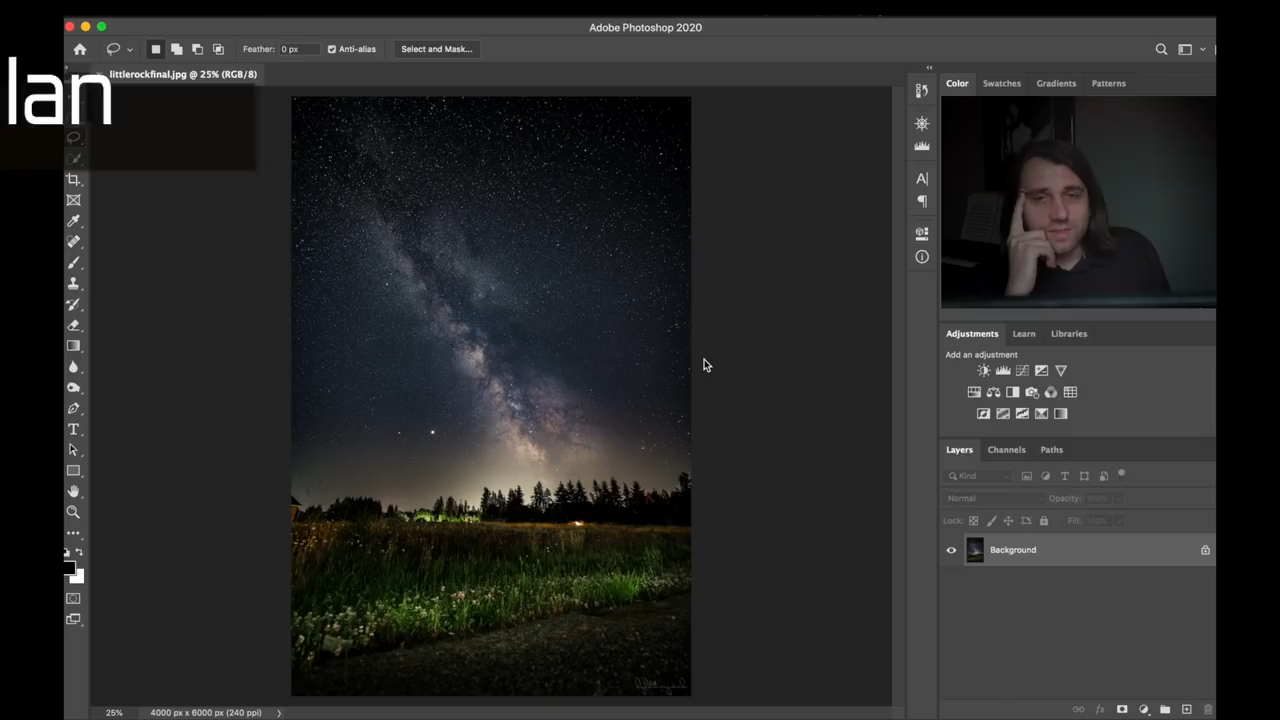 Adobe Photoshop 2020
Feather: 0 px Anti-alias Select and Mask...
littlerockfinal.jpg @ 25% (RGB/8)
lan
Color Swatches Gradients Patterns
Adjustments Learn Libraries
Add an adjustment
Layers Channels Paths
Kind
Normal Opacity: 100%
Lock: Fill: 100%
Background
25% 4000 px x 6000 px (240 ppi)